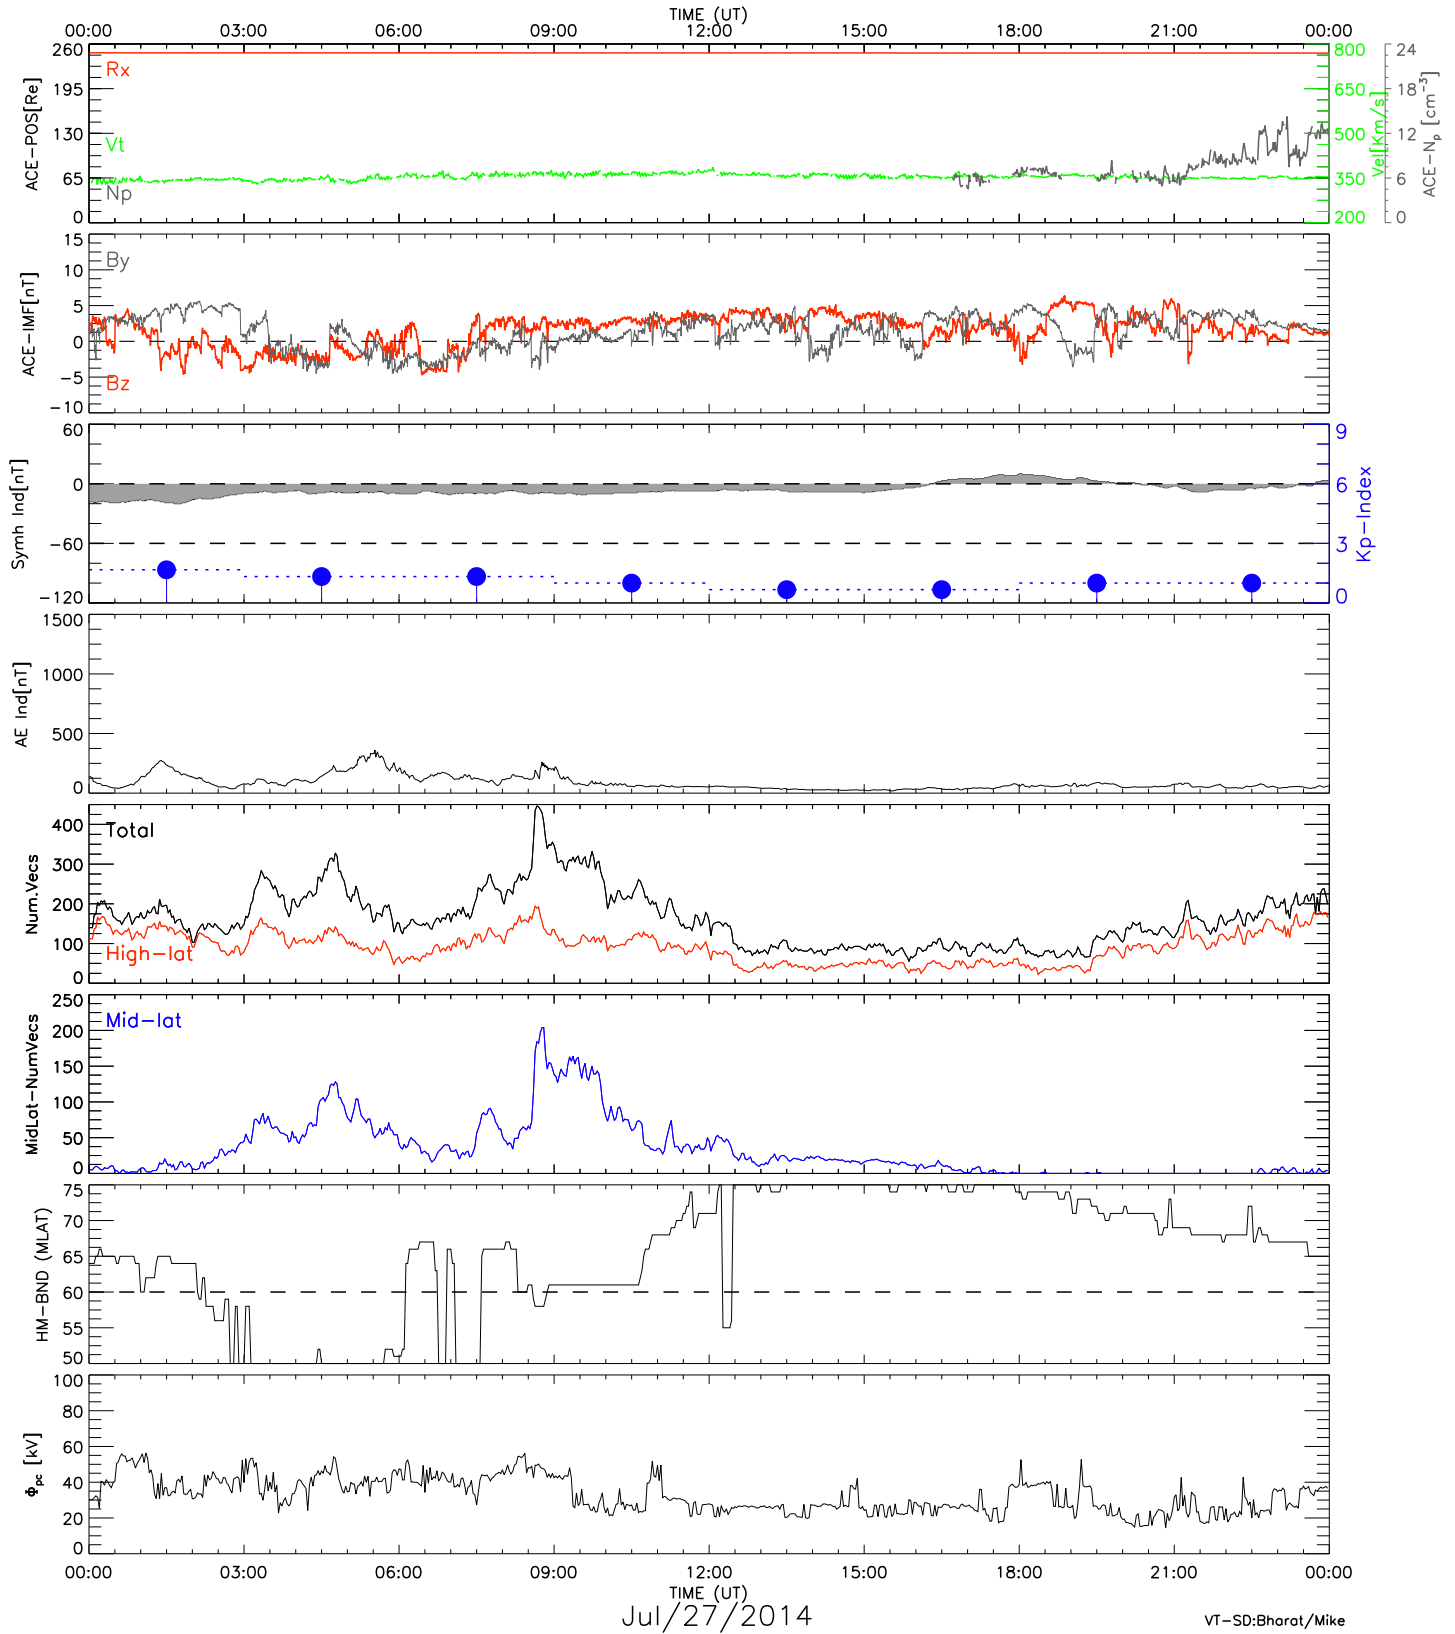 TIME (UT)
00:00 03:00 06:00 09:00 12:00 15:00 18:00 21:00 00:00
260 195 130 65 0
ACE-POS[Re]
Rx
Vt
Np
800 650 500 350 200
Vel[Km/s]
24 18 12 6 0
ACE-Np [cm-3]
15 10 5 0 -5 -10
ACE-IMF[nT]
By
Bz
60 0 -60 -120
Symh Ind[nT]
9 6 3 0
Kp-Index
1500 1000 500 0
AE Ind[nT]
400 300 200 100 0
Num.Vecs
Total
High-lat
250 200 150 100 50 0
MidLat-NumVecs
Mid-lat
75 70 65 60 55 50
HM-BND (MLAT)
100 80 60 40 20 0
Φpc [kV]
00:00 03:00 06:00 09:00 12:00 15:00 18:00 21:00 00:00
TIME (UT)
Jul/27/2014
VT-SD:Bharat/Mike